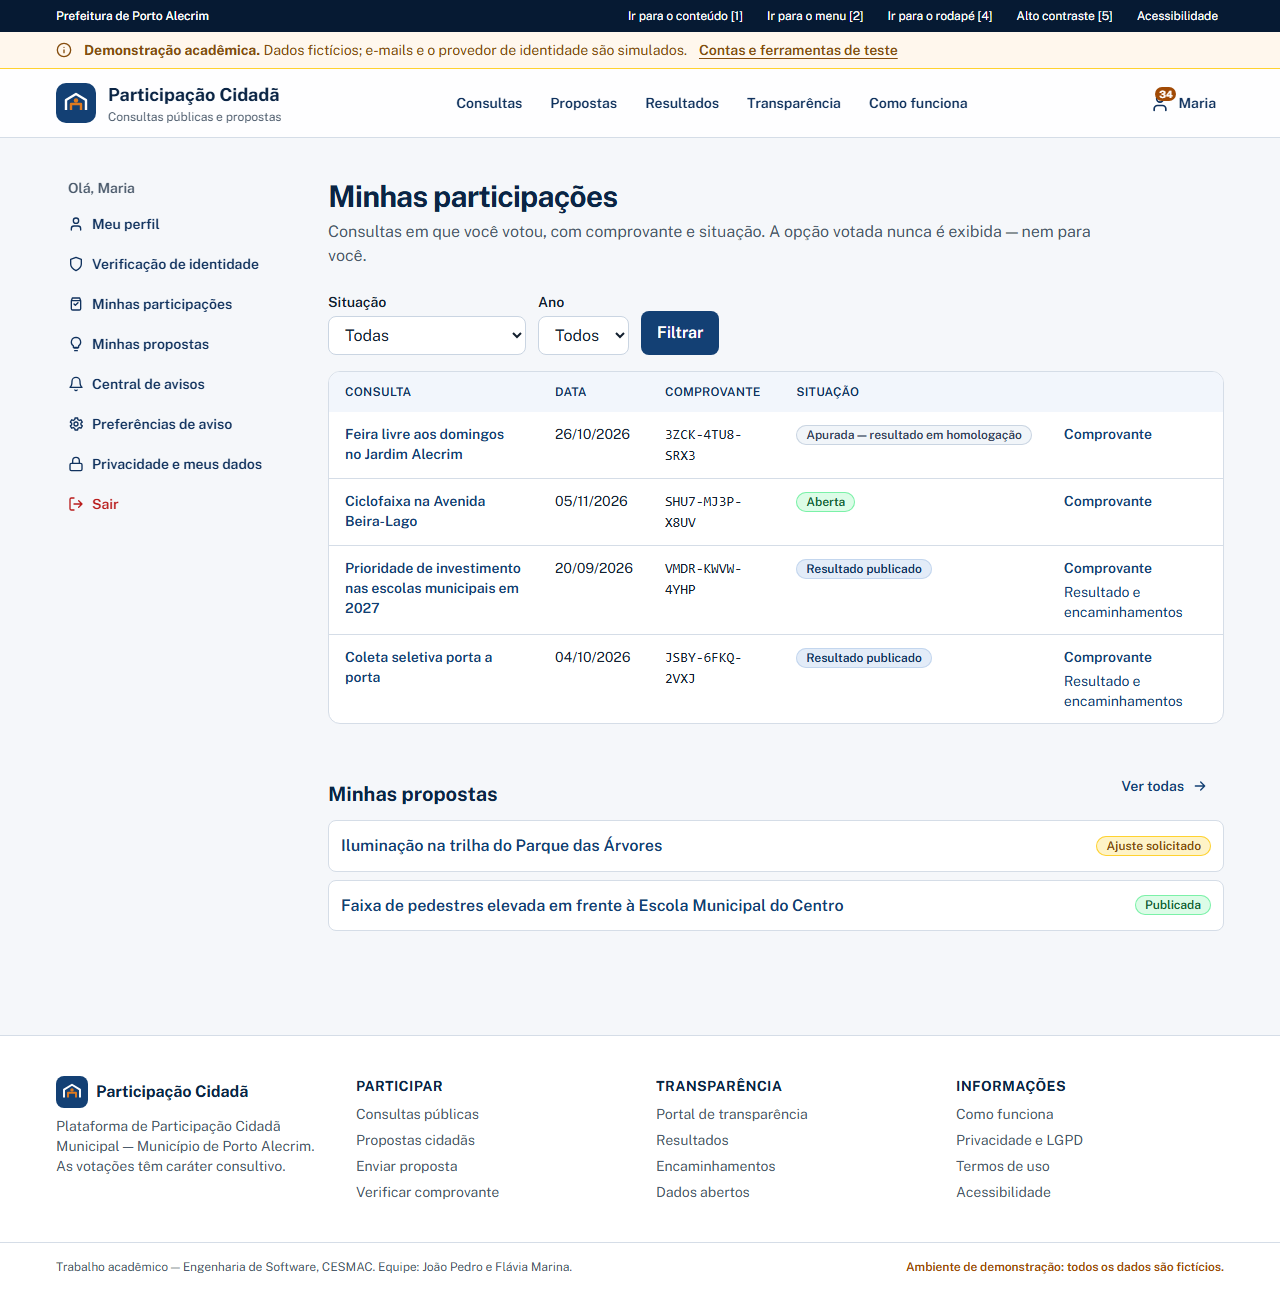 Prefeitura de Porto Alecrim
Ir para o conteúdo [1]
Ir para o menu [2]
Ir para o rodapé [4]
Alto contraste [5]
Acessibilidade
Demonstração acadêmica. Dados fictícios; e-mails e o provedor de identidade são simulados. Contas e ferramentas de teste
Participação Cidadã
Consultas públicas e propostas
Consultas
Propostas
Resultados
Transparência
Como funciona
34
Maria
Olá, Maria
Meu perfil
Verificação de identidade
Minhas participações
Minhas propostas
Central de avisos
Preferências de aviso
Privacidade e meus dados
Sair
Minhas participações
Consultas em que você votou, com comprovante e situação. A opção votada nunca é exibida — nem para
você.
Situação
Ano
Todas
Todos
Filtrar
CONSULTA
DATA
COMPROVANTE
SITUAÇÃO
Feira livre aos domingos
no Jardim Alecrim
26/10/2026
3ZCK-4TU8-
SRX3
Apurada — resultado em homologação
Comprovante
Ciclofaixa na Avenida
Beira-Lago
05/11/2026
SHU7-MJ3P-
X8UV
Aberta
Comprovante
Prioridade de investimento
nas escolas municipais em
2027
20/09/2026
VMDR-KWVW-
4YHP
Resultado publicado
Comprovante
Resultado e
encaminhamentos
Coleta seletiva porta a
porta
04/10/2026
JSBY-6FKQ-
2VXJ
Resultado publicado
Comprovante
Resultado e
encaminhamentos
Minhas propostas
Ver todas
Iluminação na trilha do Parque das Árvores
Ajuste solicitado
Faixa de pedestres elevada em frente à Escola Municipal do Centro
Publicada
Participação Cidadã
Plataforma de Participação Cidadã
Municipal — Município de Porto Alecrim.
As votações têm caráter consultivo.
PARTICIPAR
Consultas públicas
Propostas cidadãs
Enviar proposta
Verificar comprovante
TRANSPARÊNCIA
Portal de transparência
Resultados
Encaminhamentos
Dados abertos
INFORMAÇÕES
Como funciona
Privacidade e LGPD
Termos de uso
Acessibilidade
Trabalho acadêmico — Engenharia de Software, CESMAC. Equipe: João Pedro e Flávia Marina.
Ambiente de demonstração: todos os dados são fictícios.